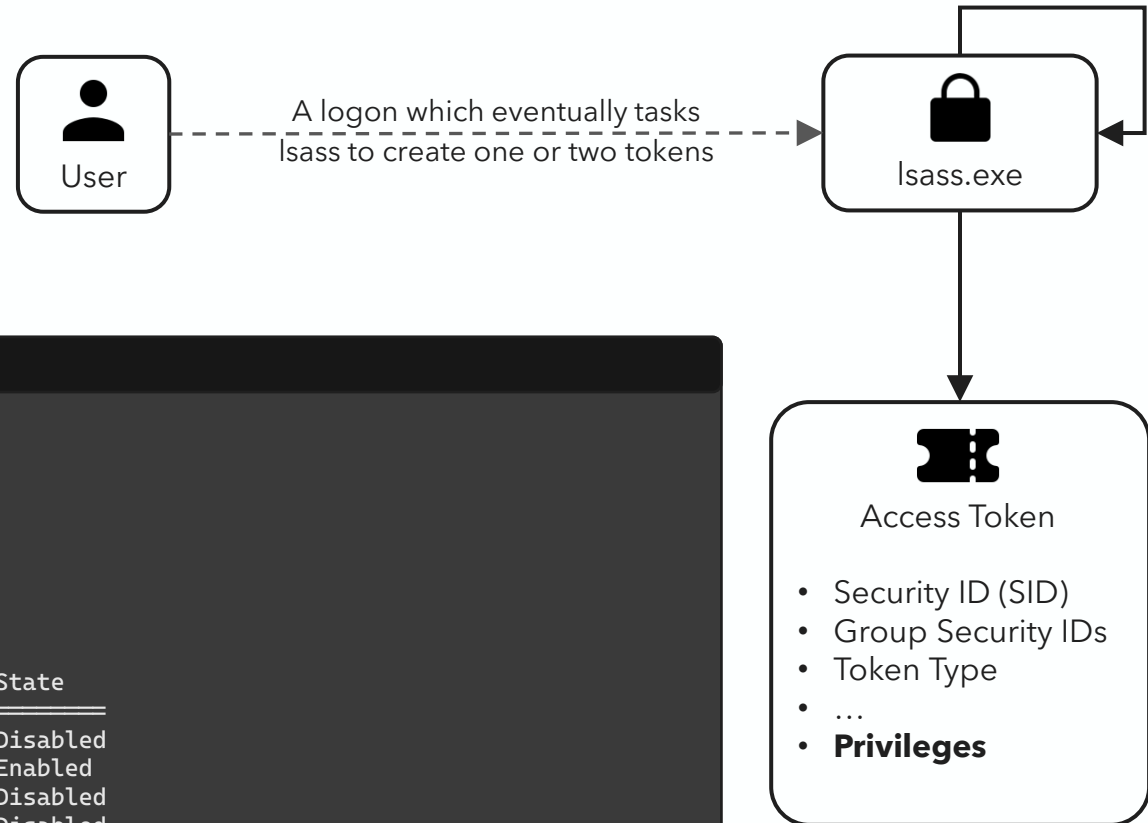 A logon which eventually tasks
lsass to create one or two tokens
User
lsass.exe
Access Token
• Security ID (SID)
• Group Security IDs
• Token Type
• …
• Privileges
State
========
Disabled
Enabled
Disabled
Disabled